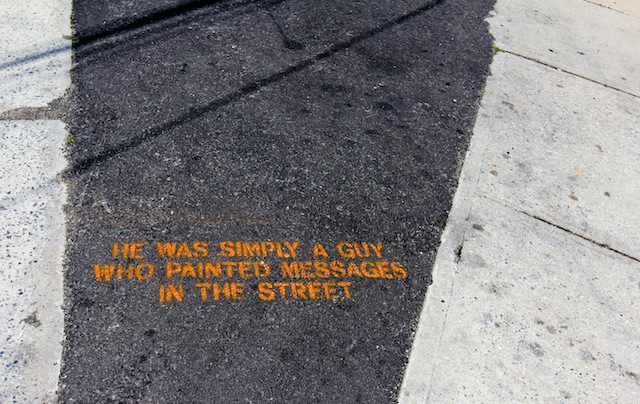 HE WAS SIMPLY A GUY
WHO PAINTED MESSAGES
IN THE STREET